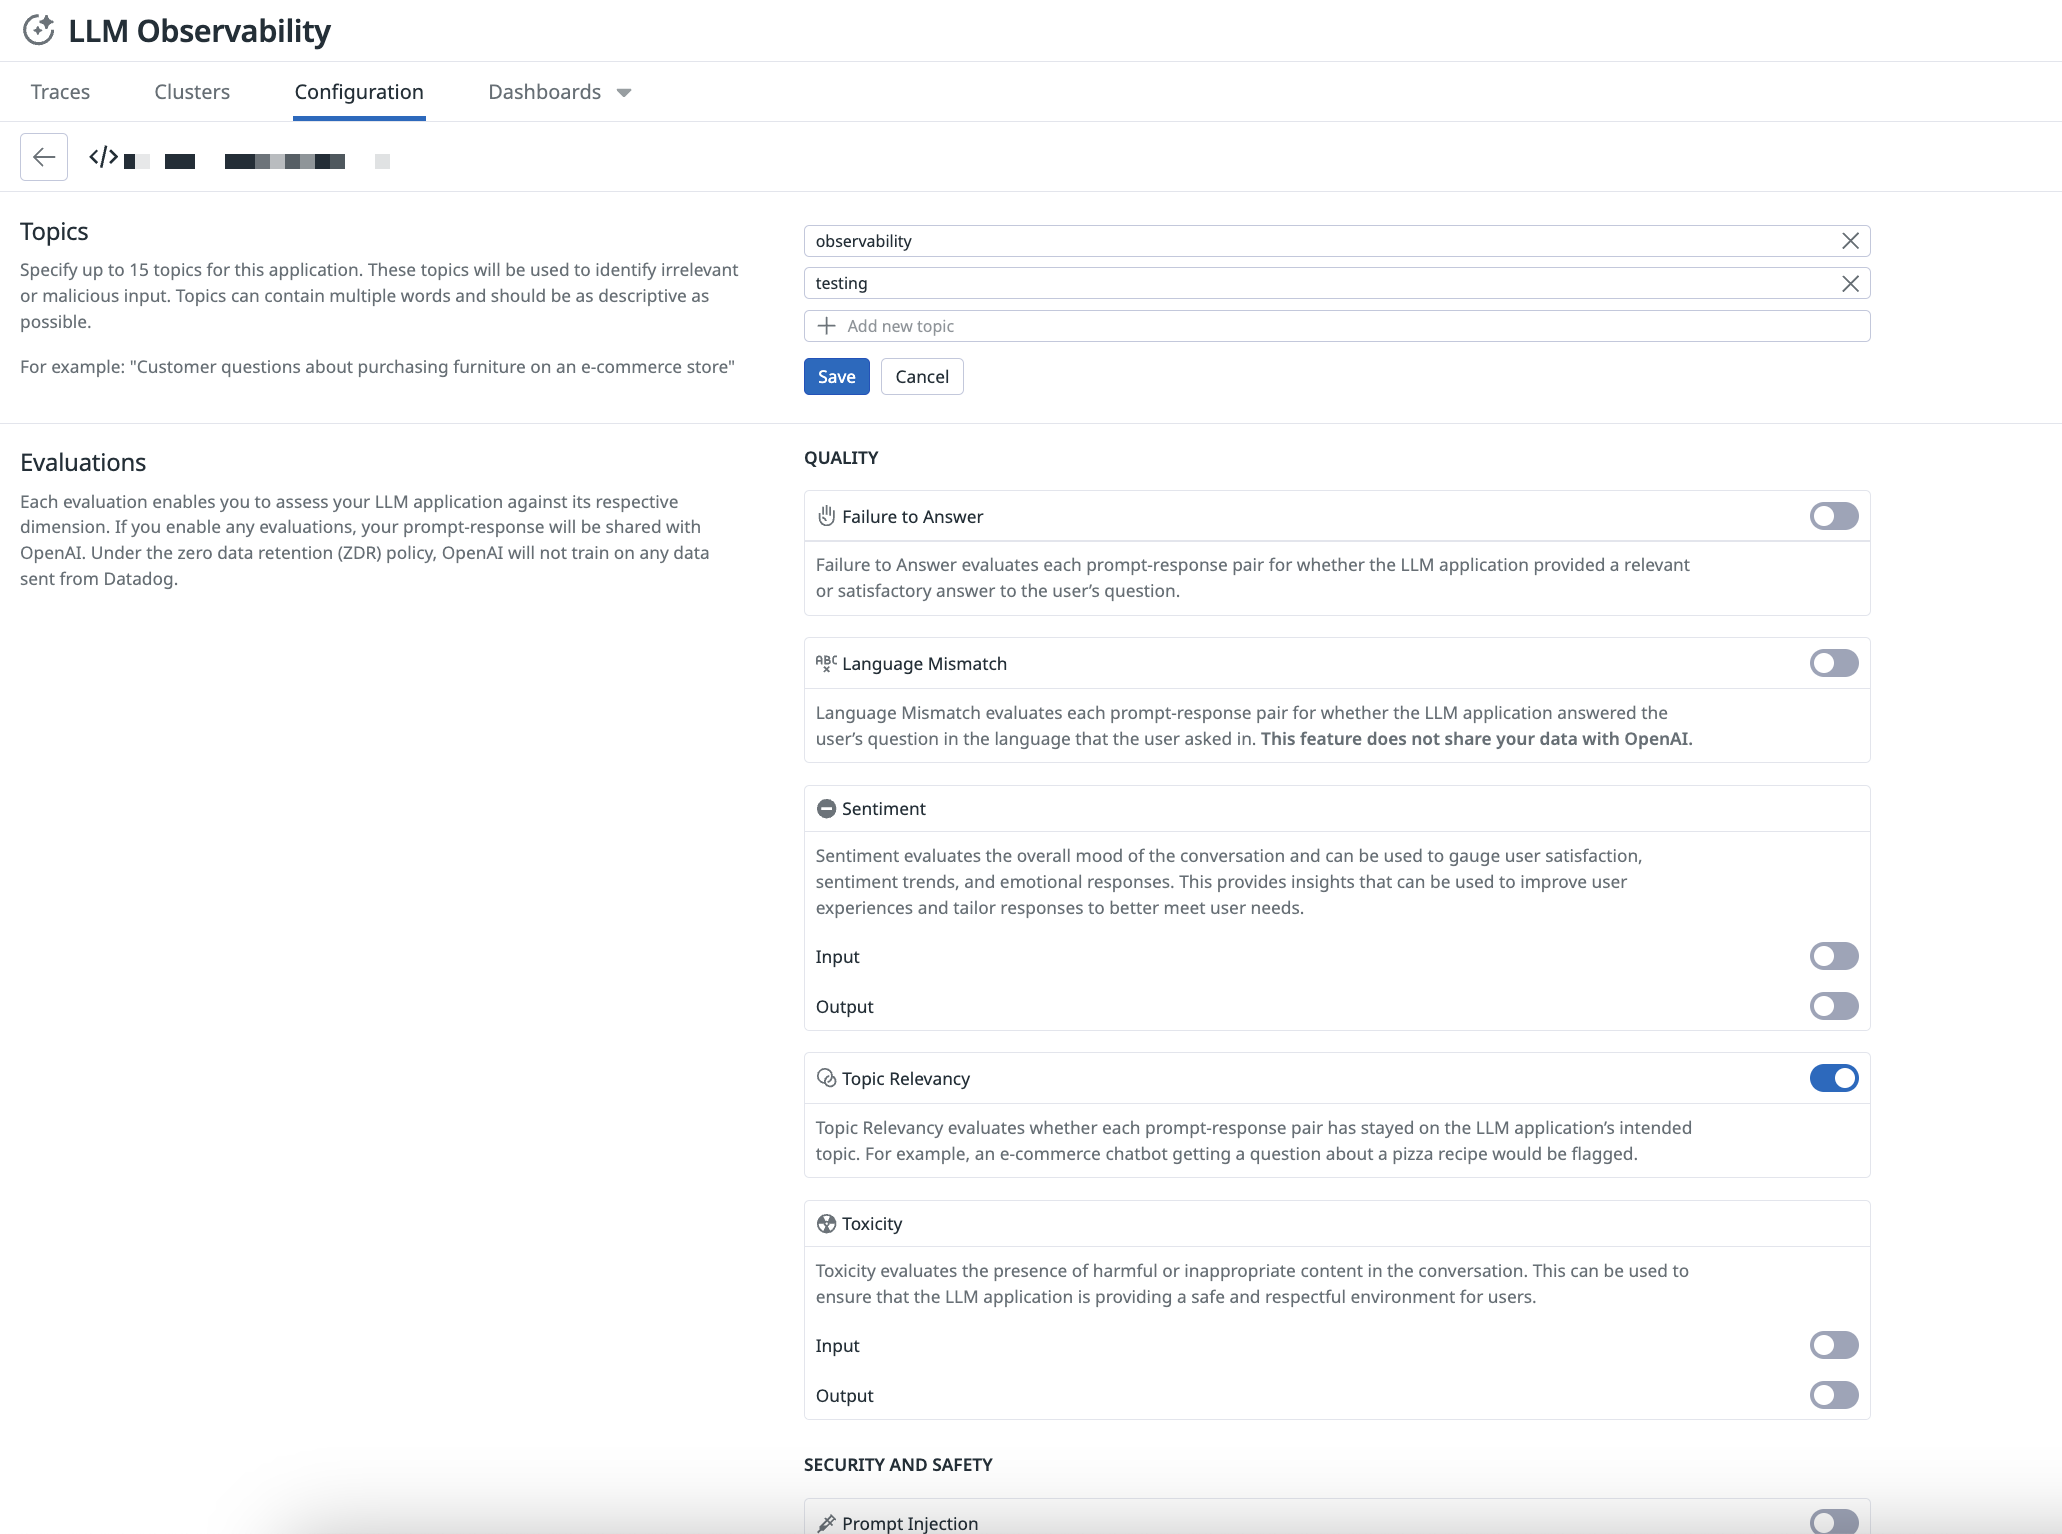 LLM Observability
Traces
Clusters
Configuration
Dashboards
Topics
Specify up to 15 topics for this application. These topics will be used to identify irrelevant
or malicious input. Topics can contain multiple words and should be as descriptive as
possible.
For example: "Customer questions about purchasing furniture on an e-commerce store"
observability
testing
Add new topic
Save
Cancel
Evaluations
Each evaluation enables you to assess your LLM application against its respective
dimension. If you enable any evaluations, your prompt-response will be shared with
OpenAI. Under the zero data retention (ZDR) policy, OpenAI will not train on any data
sent from Datadog.
QUALITY
Failure to Answer
Failure to Answer evaluates each prompt-response pair for whether the LLM application provided a relevant
or satisfactory answer to the user’s question.
ABC
Language Mismatch
Language Mismatch evaluates each prompt-response pair for whether the LLM application answered the
user’s question in the language that the user asked in. This feature does not share your data with OpenAI.
Sentiment
Sentiment evaluates the overall mood of the conversation and can be used to gauge user satisfaction,
sentiment trends, and emotional responses. This provides insights that can be used to improve user
experiences and tailor responses to better meet user needs.
Input
Output
Topic Relevancy
Topic Relevancy evaluates whether each prompt-response pair has stayed on the LLM application’s intended
topic. For example, an e-commerce chatbot getting a question about a pizza recipe would be flagged.
Toxicity
Toxicity evaluates the presence of harmful or inappropriate content in the conversation. This can be used to
ensure that the LLM application is providing a safe and respectful environment for users.
Input
Output
SECURITY AND SAFETY
Prompt Injection